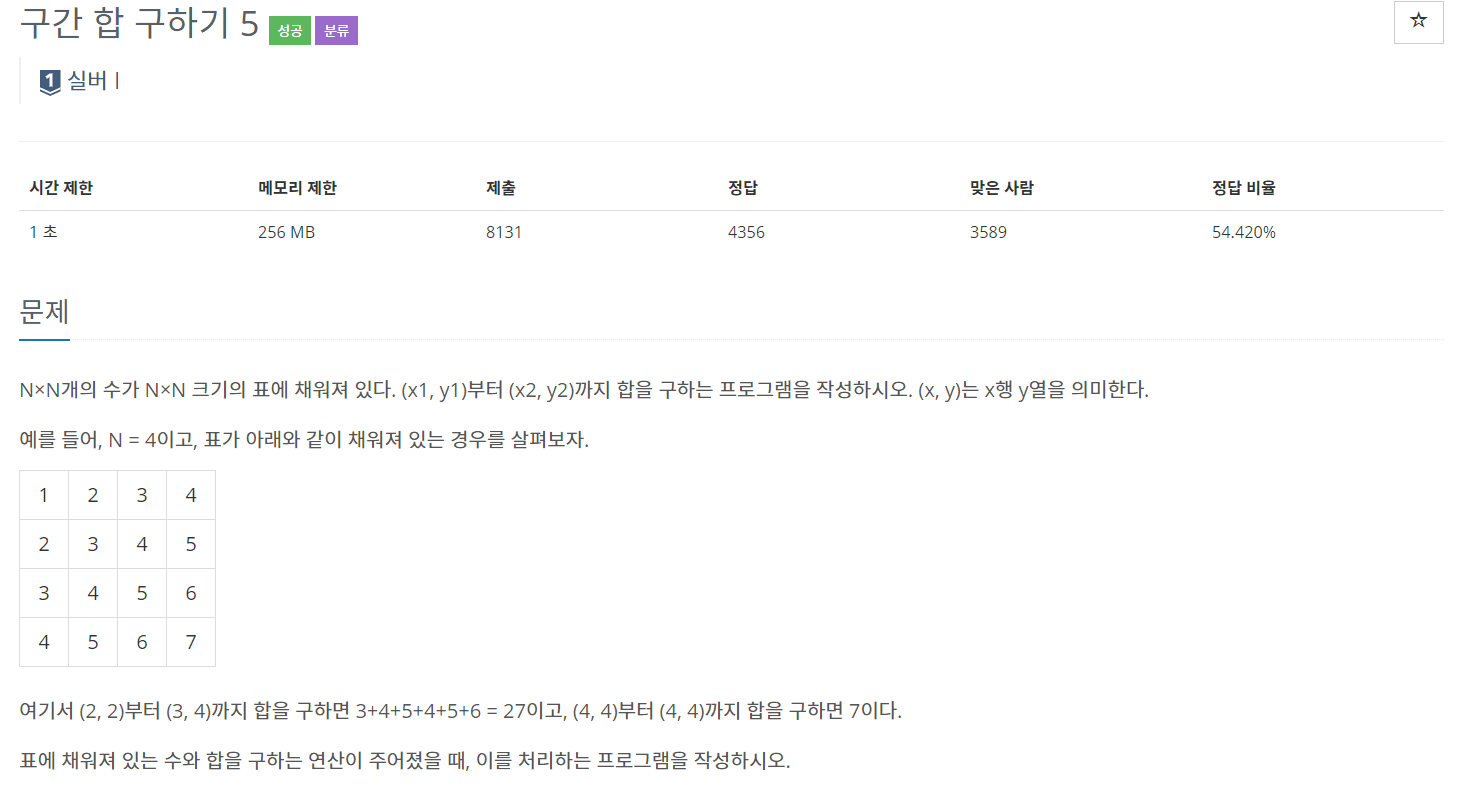 구간 합 구하기 5 성공 분류
☆
1 실버 I
시간 제한 메모리 제한 제출 정답 맞은 사람 정답 비율
1 초 256 MB 8131 4356 3589 54.420%
문제
N×N개의 수가 N×N 크기의 표에 채워져 있다. (x1, y1)부터 (x2, y2)까지 합을 구하는 프로그램을 작성하시오. (x, y)는 x행 y열을 의미한다.
예를 들어, N = 4이고, 표가 아래와 같이 채워져 있는 경우를 살펴보자.
1 2 3 4
2 3 4 5
3 4 5 6
4 5 6 7
여기서 (2, 2)부터 (3, 4)까지 합을 구하면 3+4+5+4+5+6 = 27이고, (4, 4)부터 (4, 4)까지 합을 구하면 7이다.
표에 채워져 있는 수와 합을 구하는 연산이 주어졌을 때, 이를 처리하는 프로그램을 작성하시오.